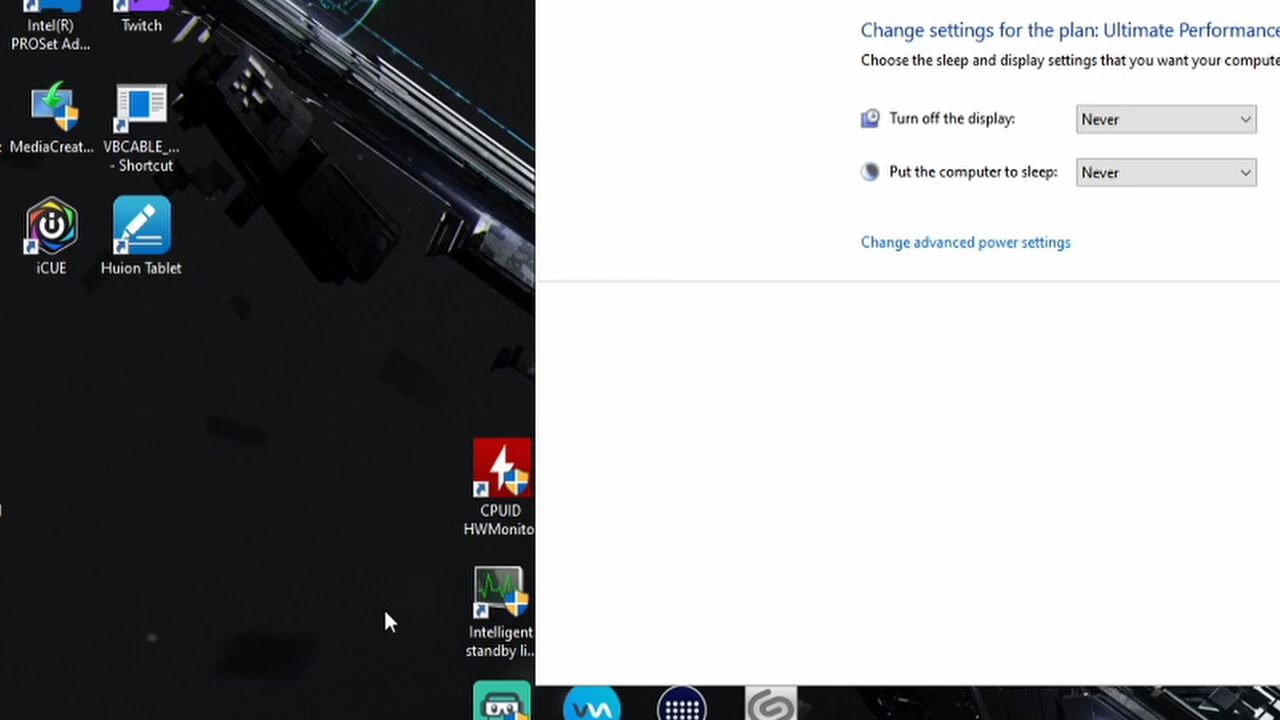 Intel(R)
PROSet Ad...
Twitch
MediaCreat...
VBCABLE_...
- Shortcut
iCUE
Huion Tablet
CPUID
HWMonito
Intelligent
standby li..
Change settings for the plan: Ultimate Performance
Choose the sleep and display settings that you want your compute
Turn off the display:
Never
Put the computer to sleep:
Never
Change advanced power settings